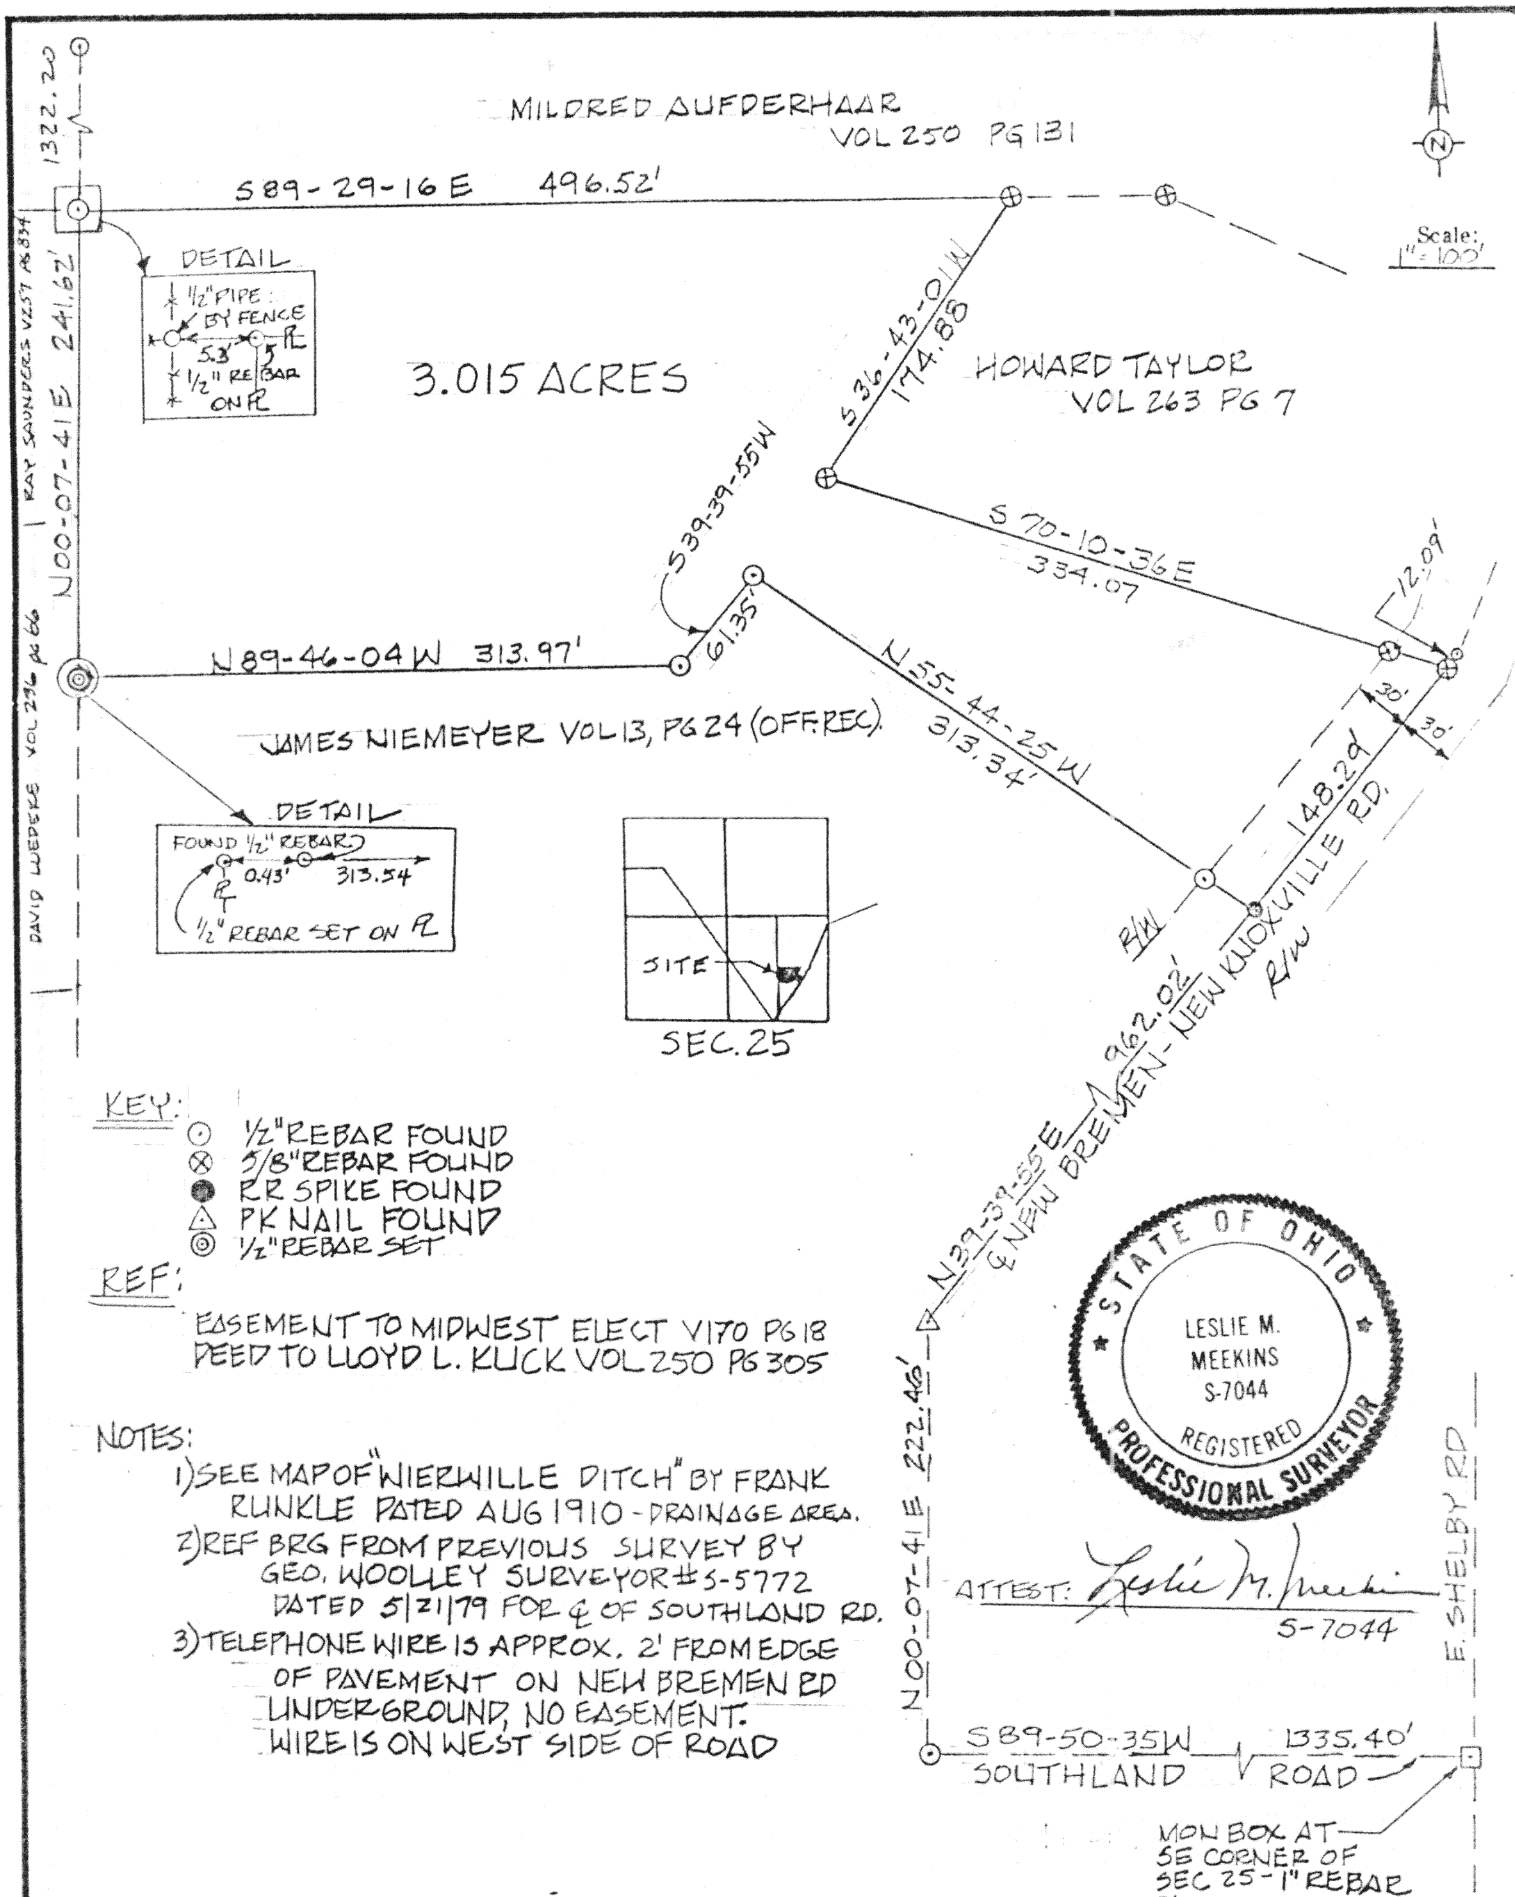 1322.20
MILDRED AUFDERHAAR
VOL 250 PG 131
N
Scale:
1"=100'
S89-29-16E 496.52'
RAY SAUNDERS V257 PG 834
N00-07-41E 241.62'
DETAIL
1/2" PIPE
BY FENCE
5.3'
1/2" REBAR
ON PL
3.015 ACRES
S 36-43-01W
174.88
HOWARD TAYLOR
VOL 263 PG 7
S39-39-55W
61.35'
S 70-10-36E
334.07
12.09'
30'
30'
N89-46-04W 313.97'
DAVID LUEDEKE VOL 236 PG 66
JAMES NIEMEYER VOL 13, PG 24 (OFF.REC).
N 55-44-25 W
313.34'
148.29'
DETAIL
FOUND 1/2" REBAR
0.43' 313.54
PL
1/2" REBAR SET ON PL
SITE
SEC. 25
R/W
R/W
N39-39-55E 962.02'
℄ NEW BREMEN-NEW KNOXVILLE RD.
KEY:
1/2" REBAR FOUND
5/8" REBAR FOUND
RR SPIKE FOUND
PK NAIL FOUND
1/2" REBAR SET
REF:
EASEMENT TO MIDWEST ELECT V170 PG 18
DEED TO LLOYD L. KUCK VOL 250 PG 305
STATE OF OHIO
LESLIE M.
MEEKINS
S-7044
REGISTERED
PROFESSIONAL SURVEYOR
NOTES:
1) SEE MAP OF "WIERWILLE DITCH" BY FRANK
RUNKLE DATED AUG 1910 - DRAINAGE AREA.
2) REF BRG FROM PREVIOUS SURVEY BY
GEO. WOOLLEY SURVEYOR # S-5772
DATED 5/21/79 FOR ℄ OF SOUTHLAND RD.
3) TELEPHONE WIRE IS APPROX. 2' FROM EDGE
OF PAVEMENT ON NEW BREMEN RD
UNDERGROUND, NO EASEMENT.
WIRE IS ON WEST SIDE OF ROAD
N00-07-41E 222.46'
ATTEST: Leslie M. Meekins
S-7044
E. SHELBY RD
S89-50-35W 1335.40'
SOUTHLAND ROAD
MON BOX AT
SE CORNER OF
SEC 25 - 1" REBAR